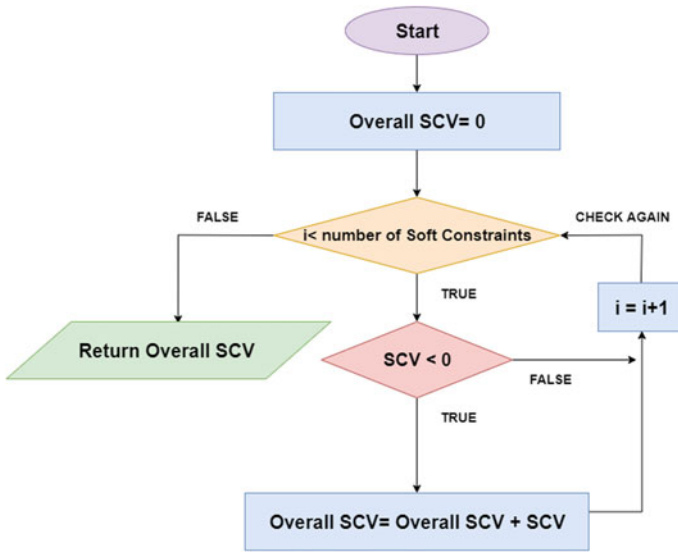 Start
Overall SCV= 0
FALSE
CHECK AGAIN
i< number of Soft Constraints
TRUE
i = i+1
Return Overall SCV
SCV < 0
FALSE
TRUE
Overall SCV= Overall SCV + SCV